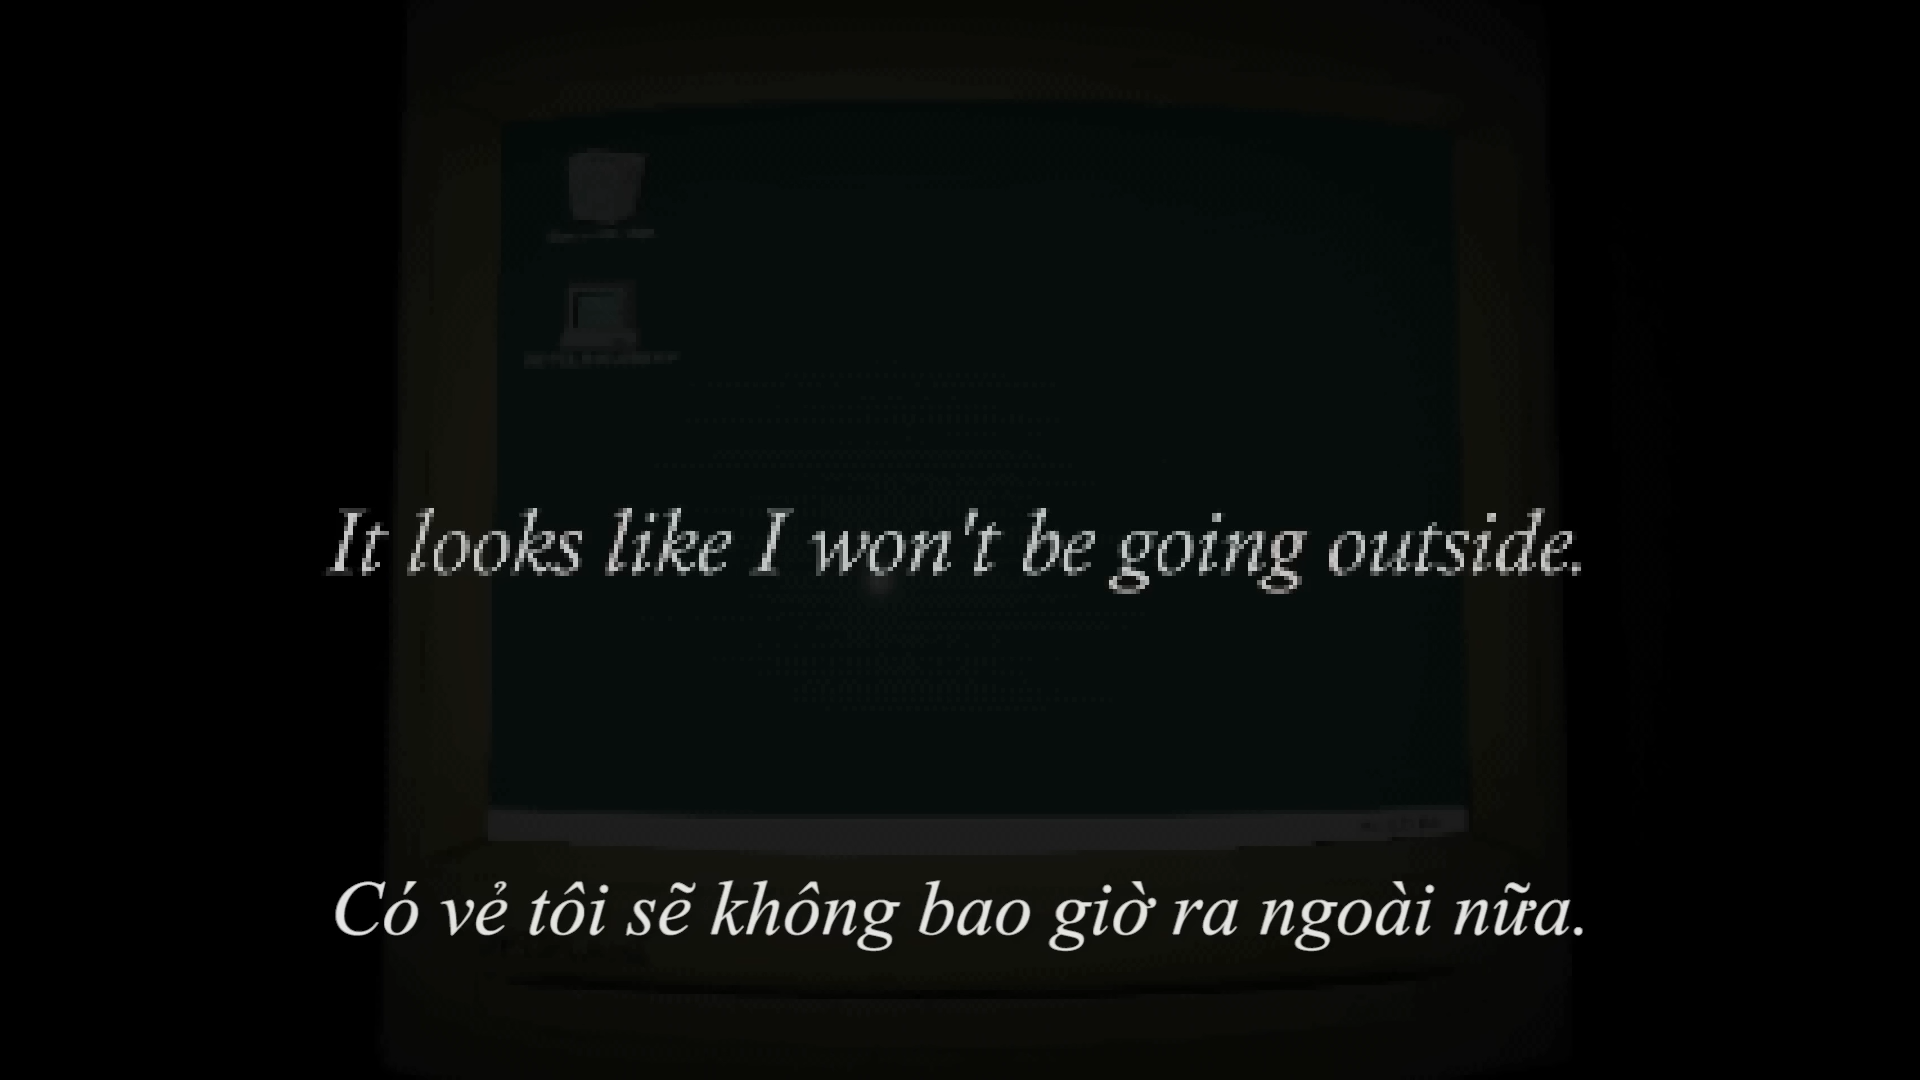 It looks like I won't be going outside.
Có vẻ tôi sẽ không bao giờ ra ngoài nữa.